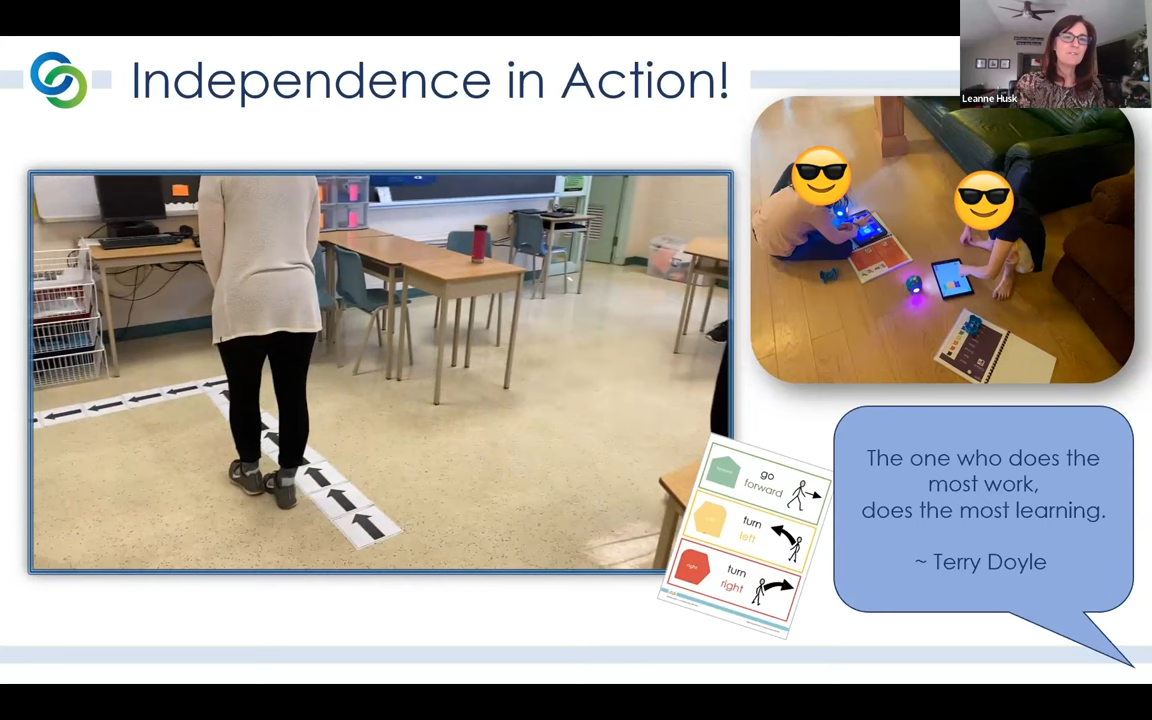 Independence in Action!
Leanne Husk
go
forward
turn
left
turn
right
right
The one who does the
most work,
does the most learning.
~ Terry Doyle